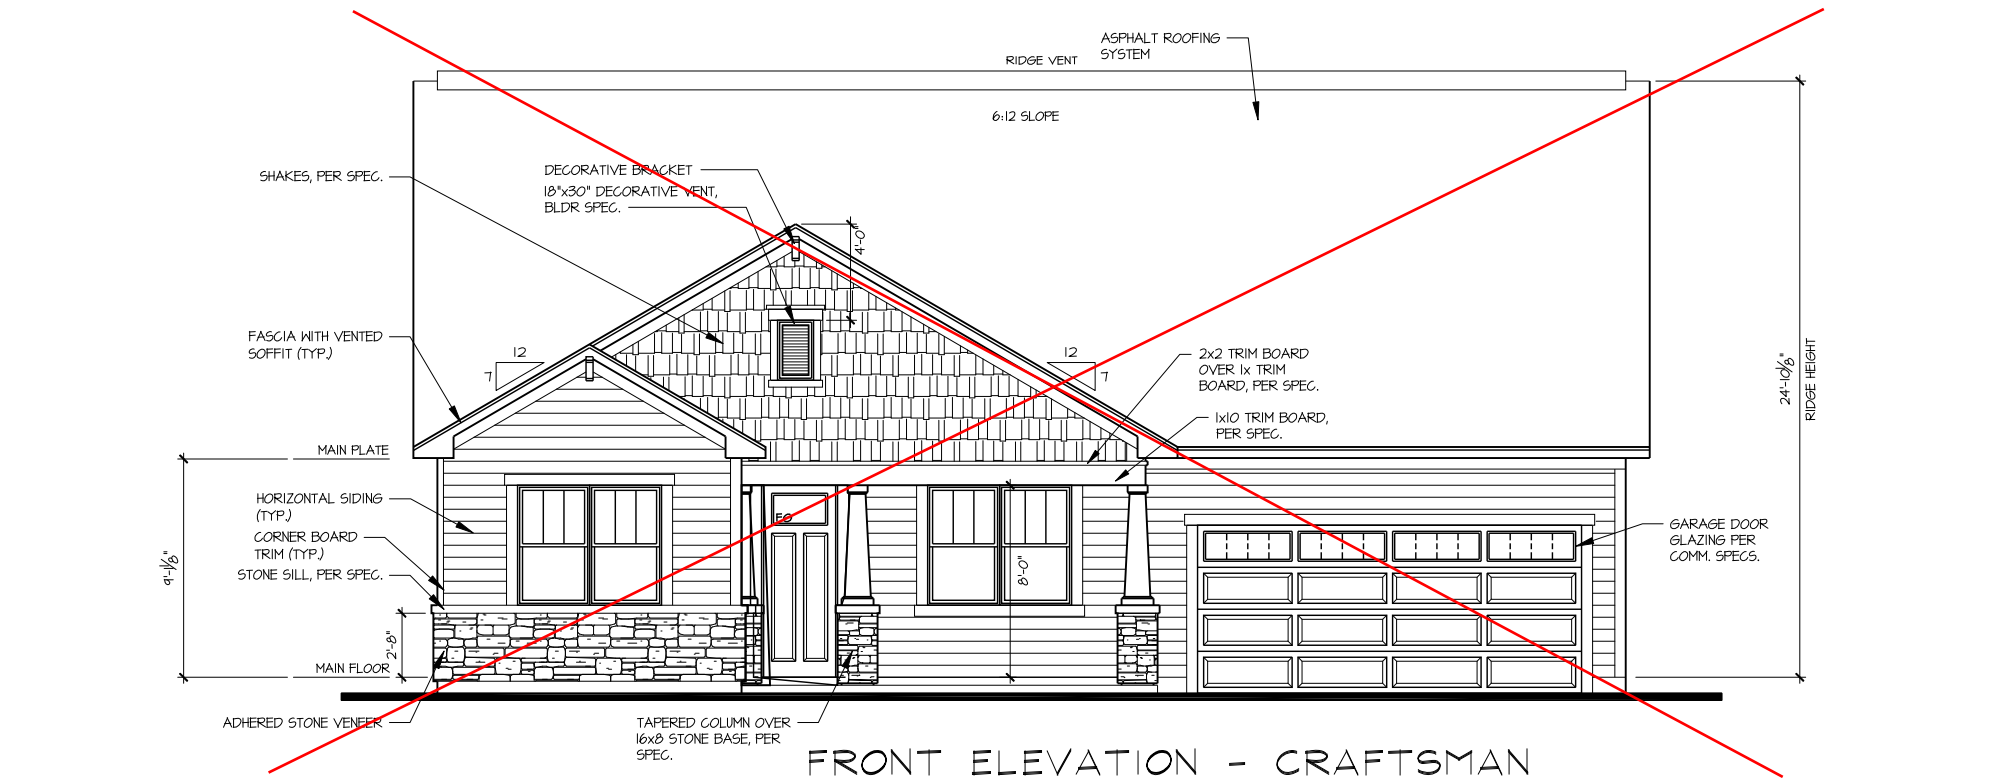 ASPHALT ROOFING
SYSTEM
RIDGE VENT
6:12 SLOPE
DECORATIVE BRACKET
18"x30" DECORATIVE VENT,
BLDR SPEC.
SHAKES, PER SPEC.
4'-0"
FASCIA WITH VENTED
SOFFIT (TYP.)
12
7
12
7
2x2 TRIM BOARD
OVER 1x TRIM
BOARD, PER SPEC.
1x10 TRIM BOARD,
PER SPEC.
24'-10 1/8"
RIDGE HEIGHT
MAIN PLATE
HORIZONTAL SIDING
(TYP.)
CORNER BOARD
TRIM (TYP.)
STONE SILL, PER SPEC.
9'-1 1/8"
2'-8"
8'-0"
GARAGE DOOR
GLAZING PER
COMM. SPECS.
MAIN FLOOR
ADHERED STONE VENEER
TAPERED COLUMN OVER
16x8 STONE BASE, PER
SPEC.
FRONT ELEVATION - CRAFTSMAN